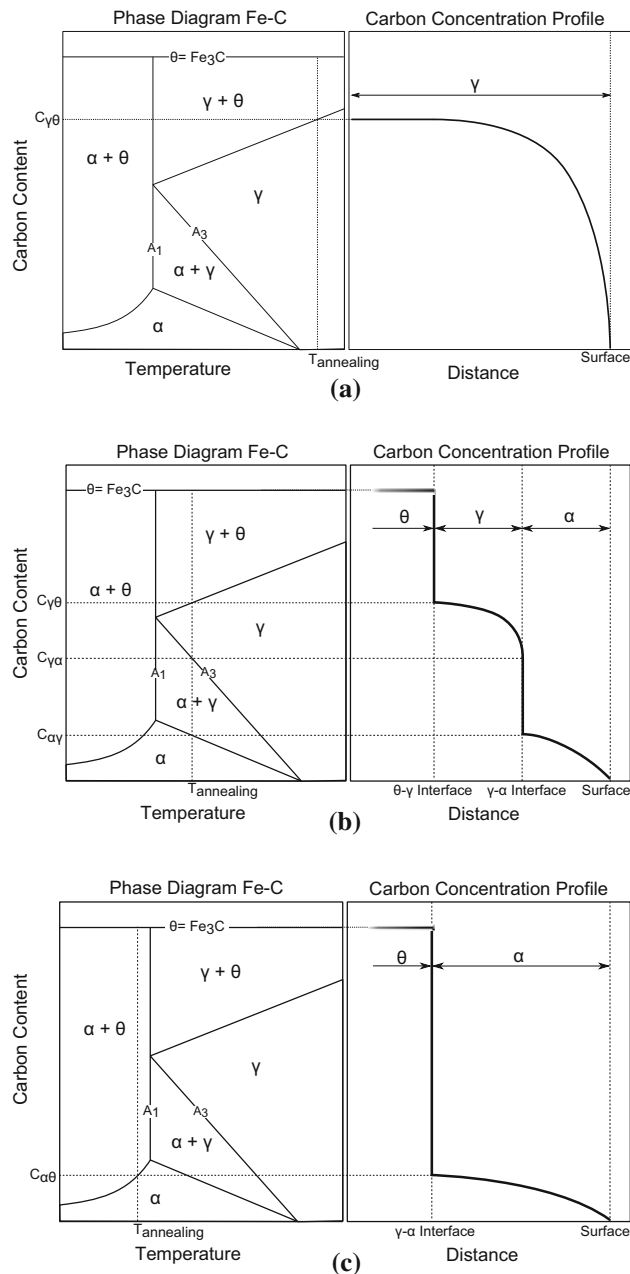 Phase Diagram Fe-C
Carbon Concentration Profile
θ= Fe₃C
γ + θ
γ
Cγθ
α + θ
γ
A₁
A₃
α + γ
α
Carbon Content
Temperature
Tannealing
Distance
Surface
(a)
Phase Diagram Fe-C
Carbon Concentration Profile
θ= Fe₃C
γ + θ
θ
γ
α
α + θ
Cγθ
γ
Cγα
A₁
A₃
α + γ
Cαγ
α
Carbon Content
Tannealing
Temperature
θ-γ Interface
γ-α Interface
Surface
Distance
(b)
Phase Diagram Fe-C
Carbon Concentration Profile
θ= Fe₃C
γ + θ
θ
α
α + θ
γ
A₁
A₃
α + γ
Cαθ
α
Carbon Content
Tannealing
Temperature
γ-α Interface
Surface
Distance
(c)